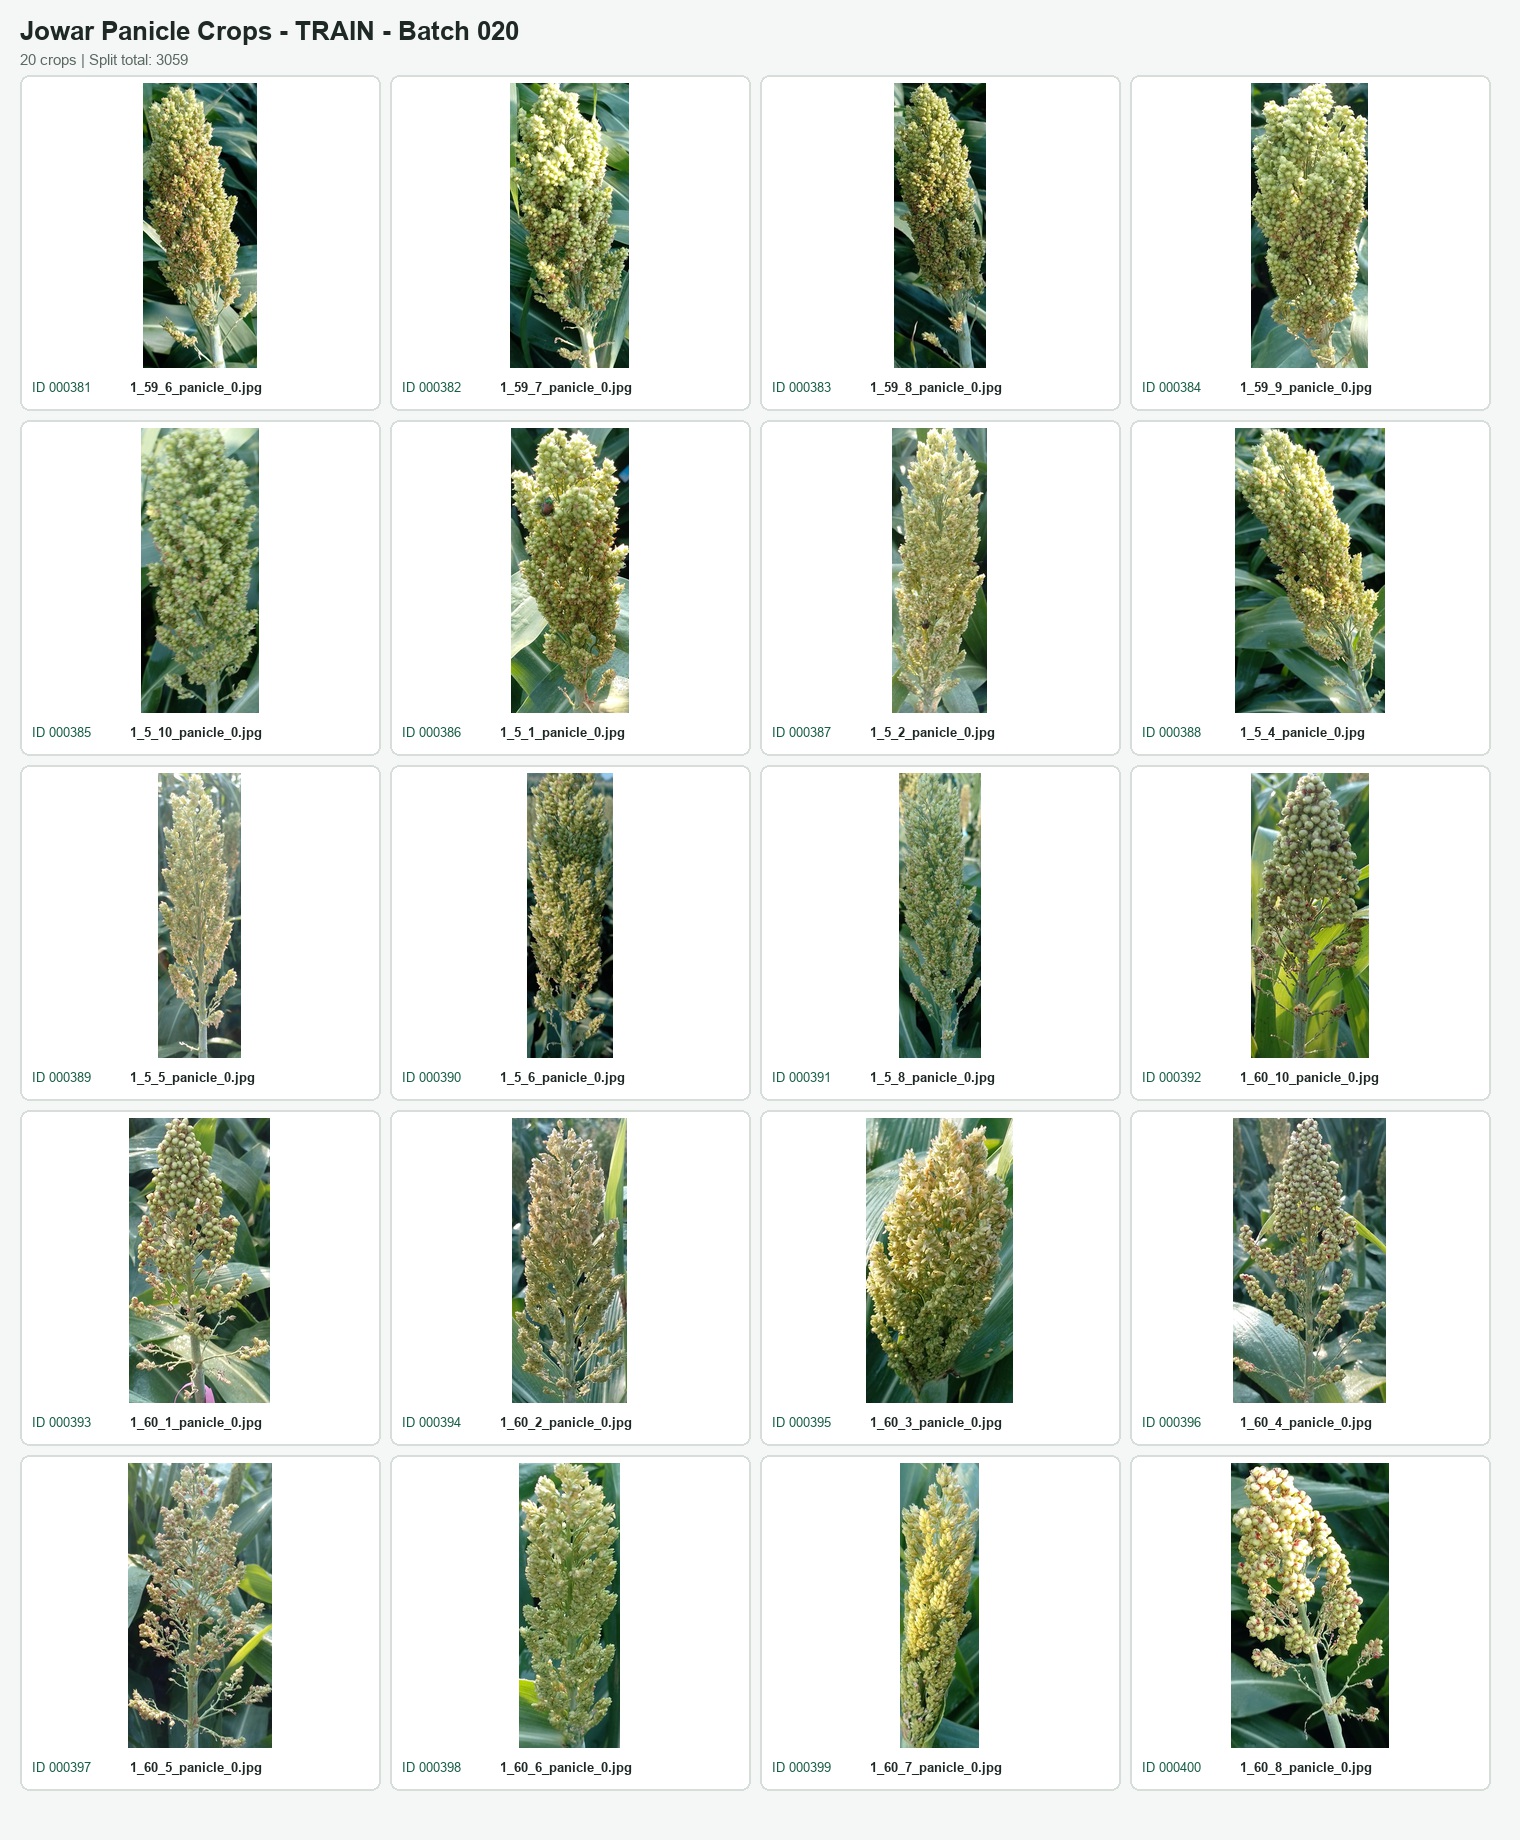 Jowar Panicle Crops - TRAIN - Batch 020
20 crops | Split total: 3059
ID 000381 1_59_6_panicle_0.jpg
ID 000382 1_59_7_panicle_0.jpg
ID 000383 1_59_8_panicle_0.jpg
ID 000384 1_59_9_panicle_0.jpg
ID 000385 1_5_10_panicle_0.jpg
ID 000386 1_5_1_panicle_0.jpg
ID 000387 1_5_2_panicle_0.jpg
ID 000388 1_5_4_panicle_0.jpg
ID 000389 1_5_5_panicle_0.jpg
ID 000390 1_5_6_panicle_0.jpg
ID 000391 1_5_8_panicle_0.jpg
ID 000392 1_60_10_panicle_0.jpg
ID 000393 1_60_1_panicle_0.jpg
ID 000394 1_60_2_panicle_0.jpg
ID 000395 1_60_3_panicle_0.jpg
ID 000396 1_60_4_panicle_0.jpg
ID 000397 1_60_5_panicle_0.jpg
ID 000398 1_60_6_panicle_0.jpg
ID 000399 1_60_7_panicle_0.jpg
ID 000400 1_60_8_panicle_0.jpg